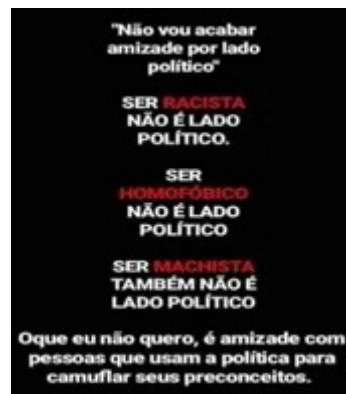 "Não vou acabar
amizade por lado
político"
SER RACISTA
NÃO É LADO
POLÍTICO.
SER
HOMOFÓBICO
NÃO É LADO
POLÍTICO
SER MACHISTA
TAMBÉM NÃO É
LADO POLÍTICO
Oque eu não quero, é amizade com
pessoas que usam a política para
camuflar seus preconceitos.